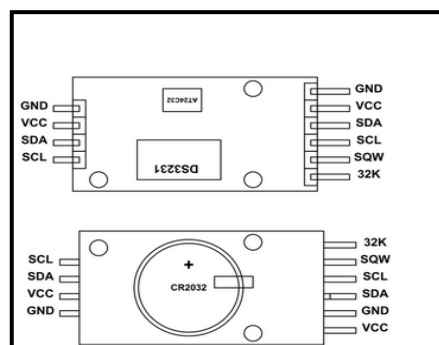 GND
VCC
SDA
SCL
AT24C32
DS3231
GND
VCC
SDA
SCL
SQW
32K
SCL
SDA
VCC
GND
+
CR2032
32K
SQW
SCL
SDA
GND
VCC